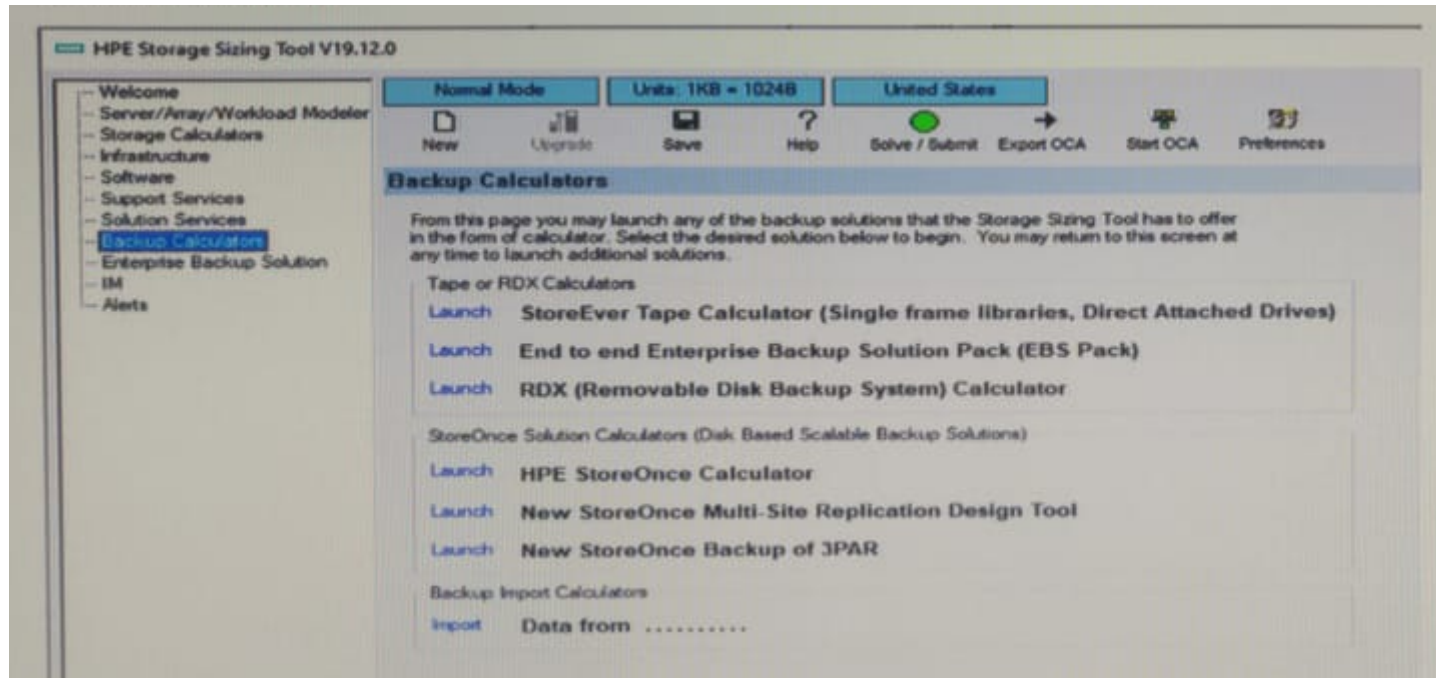 HPE Storage Sizing Tool V19.12.0
Welcome
Server/Array/Workload Modeler
Storage Calculators
Infrastructure
Software
Support Services
Solution Services
Backup Calculators
Enterprise Backup Solution
IM
Alerts
Normal Mode
Units: 1KB = 1024B
United States
New
Upgrade
Save
Help
Solve / Submit
Export OCA
Start OCA
Preferences
Backup Calculators
From this page you may launch any of the backup solutions that the Storage Sizing Tool has to offer
in the form of calculator. Select the desired solution below to begin. You may return to this screen at
any time to launch additional solutions.
Tape or RDX Calculators
Launch StoreEver Tape Calculator (Single frame libraries, Direct Attached Drives)
Launch End to end Enterprise Backup Solution Pack (EBS Pack)
Launch RDX (Removable Disk Backup System) Calculator
StoreOnce Solution Calculators (Disk Based Scalable Backup Solutions)
Launch HPE StoreOnce Calculator
Launch New StoreOnce Multi-Site Replication Design Tool
Launch New StoreOnce Backup of 3PAR
Backup Import Calculators
Import Data from ..........